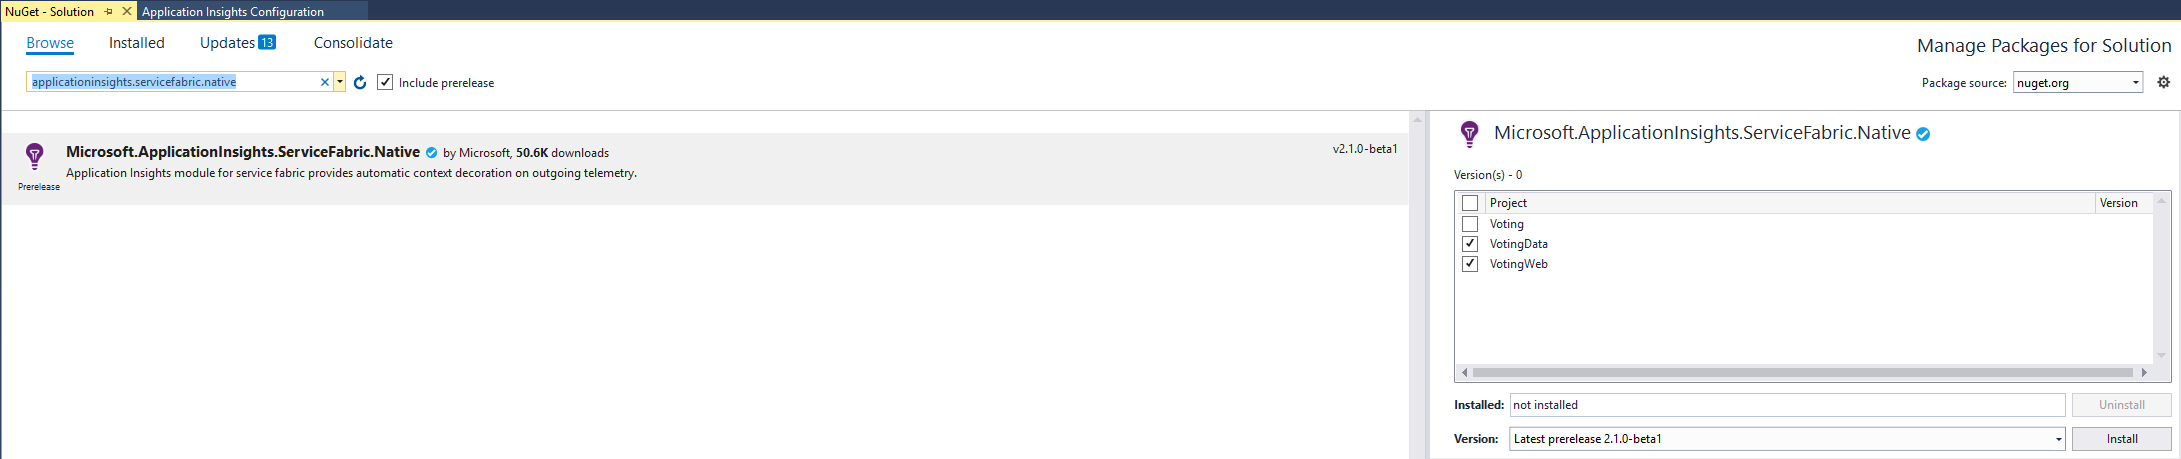 NuGet - Solution
Application Insights Configuration
Browse
Installed
Updates 13
Consolidate
Manage Packages for Solution
applicationinsights.servicefabric.native
Include prerelease
Package source: nuget.org
Microsoft.ApplicationInsights.ServiceFabric.Native by Microsoft, 50.6K downloads
v2.1.0-beta1
Application Insights module for service fabric provides automatic context decoration on outgoing telemetry.
Prerelease
Microsoft.ApplicationInsights.ServiceFabric.Native
Version(s) - 0
Project
Version
Voting
VotingData
VotingWeb
Installed: not installed
Uninstall
Version: Latest prerelease 2.1.0-beta1
Install